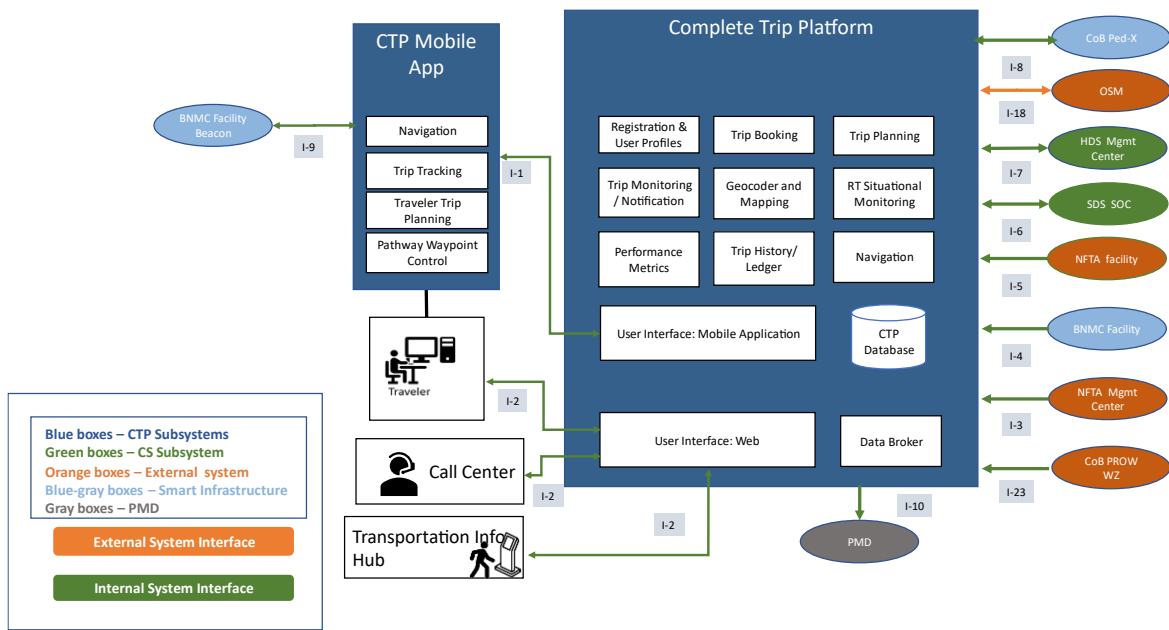 CTP Mobile
App
Navigation
Trip Tracking
Traveler Trip
Planning
Pathway Waypoint
Control
BNMC Facility
Beacon
I-9
I-1
Complete Trip Platform
Registration &
User Profiles
Trip Booking
Trip Planning
Trip Monitoring
/ Notification
Geocoder and
Mapping
RT Situational
Monitoring
Performance
Metrics
Trip History/
Ledger
Navigation
User Interface: Mobile Application
CTP
Database
User Interface: Web
Data Broker
CoB Ped-X
I-8
OSM
I-18
HDS Mgmt
Center
I-7
SDS SOC
I-6
NFTA facility
I-5
BNMC Facility
I-4
NFTA Mgmt
Center
I-3
CoB PROW
WZ
I-23
I-10
PMD
Traveler
I-2
Call Center
I-2
Transportation Info
Hub
I-2
Blue boxes – CTP Subsystems
Green boxes – CS Subsystem
Orange boxes – External system
Blue-gray boxes – Smart Infrastructure
Gray boxes – PMD
External System Interface
Internal System Interface